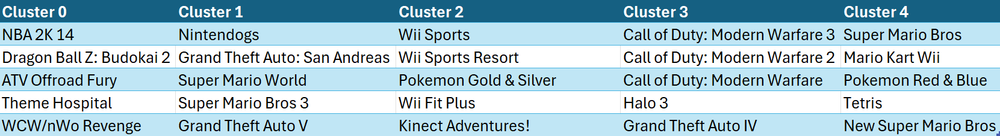 Cluster 0 Cluster 1 Cluster 2 Cluster 3 Cluster 4
NBA 2K 14 Nintendogs Wii Sports Call of Duty: Modern Warfare 3 Super Mario Bros
Dragon Ball Z: Budokai 2 Grand Theft Auto: San Andreas Wii Sports Resort Call of Duty: Modern Warfare 2 Mario Kart Wii
ATV Offroad Fury Super Mario World Pokemon Gold & Silver Call of Duty: Modern Warfare Pokemon Red & Blue
Theme Hospital Super Mario Bros 3 Wii Fit Plus Halo 3 Tetris
WCW/nWo Revenge Grand Theft Auto V Kinect Adventures! Grand Theft Auto IV New Super Mario Bros